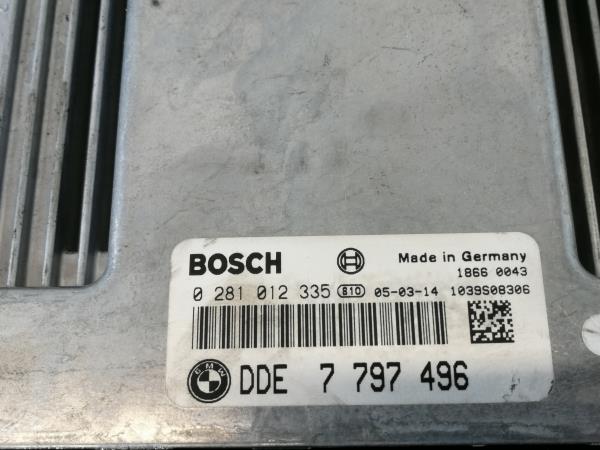 BOSCH Made in Germany
1866 0043
0 281 012 335 810 05-03-14 1039S08306
BMW DDE 7 797 496